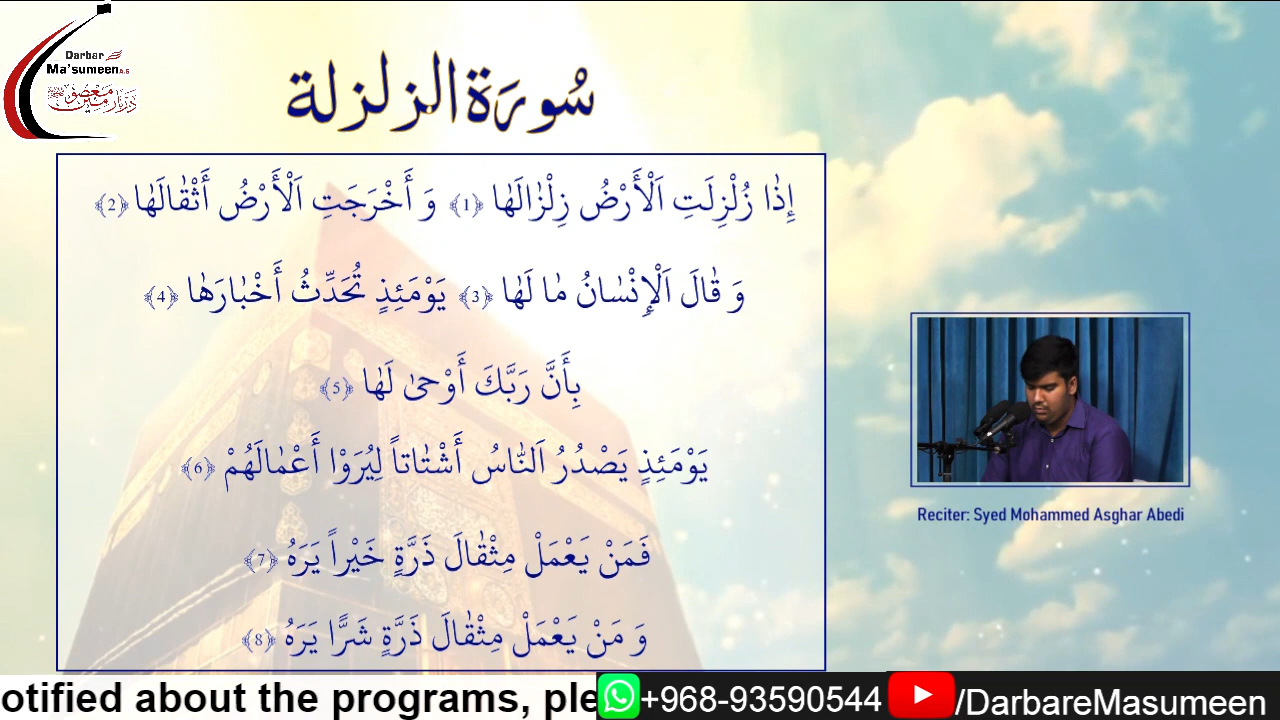 Darbar
Ma'sumeen A.S
دربار معصومین
سُورَة الزلزلة
إِذٰا زُلْزِلَتِ اَلْأَرْضُ زِلْزٰالَهٰا ﴿1﴾ وَ أَخْرَجَتِ اَلْأَرْضُ أَثْقٰالَهٰا ﴿2﴾
وَ قٰالَ اَلْإِنْسٰانُ مٰا لَهٰا ﴿3﴾ يَوْمَئِذٍ تُحَدِّثُ أَخْبٰارَهٰا ﴿4﴾
بِأَنَّ رَبَّكَ أَوْحىٰ لَهٰا ﴿5﴾
يَوْمَئِذٍ يَصْدُرُ اَلنّٰاسُ أَشْتٰاتاً لِيُرَوْا أَعْمٰالَهُمْ ﴿6﴾
فَمَنْ يَعْمَلْ مِثْقٰالَ ذَرَّةٍ خَيْراً يَرَهُ ﴿7﴾
وَ مَنْ يَعْمَلْ مِثْقٰالَ ذَرَّةٍ شَرًّا يَرَهُ ﴿8﴾
Reciter: Syed Mohammed Asghar Abedi
otified about the programs, ple +968-93590544 /DarbareMasumeen